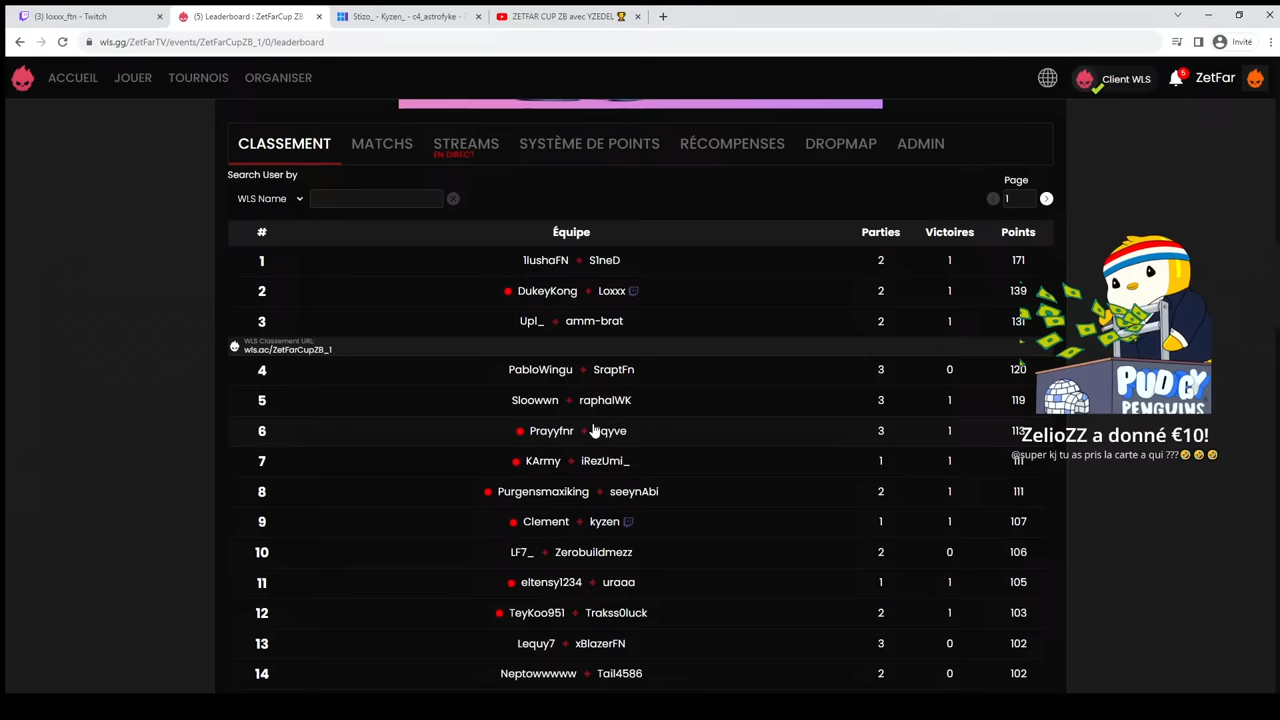 (3) loxxx_ftn - Twitch
(5) Leaderboard : ZetFarCup ZB
Stizo_ - Kyzen_ - c4_astrofyke - 2
ZETFAR CUP ZB avec YZEDEL 🏆
wls.gg/ZetFarTV/events/ZetFarCupZB_1/0/leaderboard
Invité
ACCUEIL JOUER TOURNOIS ORGANISER
Client WLS
5
ZetFar
CLASSEMENT MATCHS STREAMS SYSTÈME DE POINTS RÉCOMPENSES DROPMAP ADMIN
EN DIRECT
Search User by
Page
WLS Name
1
# Équipe Parties Victoires Points
1 1lushaFN S1neD 2 1 171
2 DukeyKong Loxxx 2 1 139
3 Upl_ amm-brat 2 1 131
WLS Classement URL:
wls.ac/ZetFarCupZB_1
4 PabloWingu SraptFn 3 0 120
5 Sloowwn raphalWK 3 1 119
6 Prayyfnr 3 1 113
7 KArmy iRezUmi_ 1 1 111
8 Purgensmaxiking seeynAbi 2 1 111
9 Clement kyzen 1 1 107
10 LF7_ Zerobuildmezz 2 0 106
11 eltensy1234 uraaa 1 1 105
12 TeyKoo951 Trakss0luck 2 1 103
13 Lequy7 xBlazerFN 3 0 102
14 Neptowwwww Tail4586 2 0 102
PUDGY
PENGUINS
ZelioZZ a donné €10!
@super kj tu as pris la carte a qui ???🤣🤣🤣